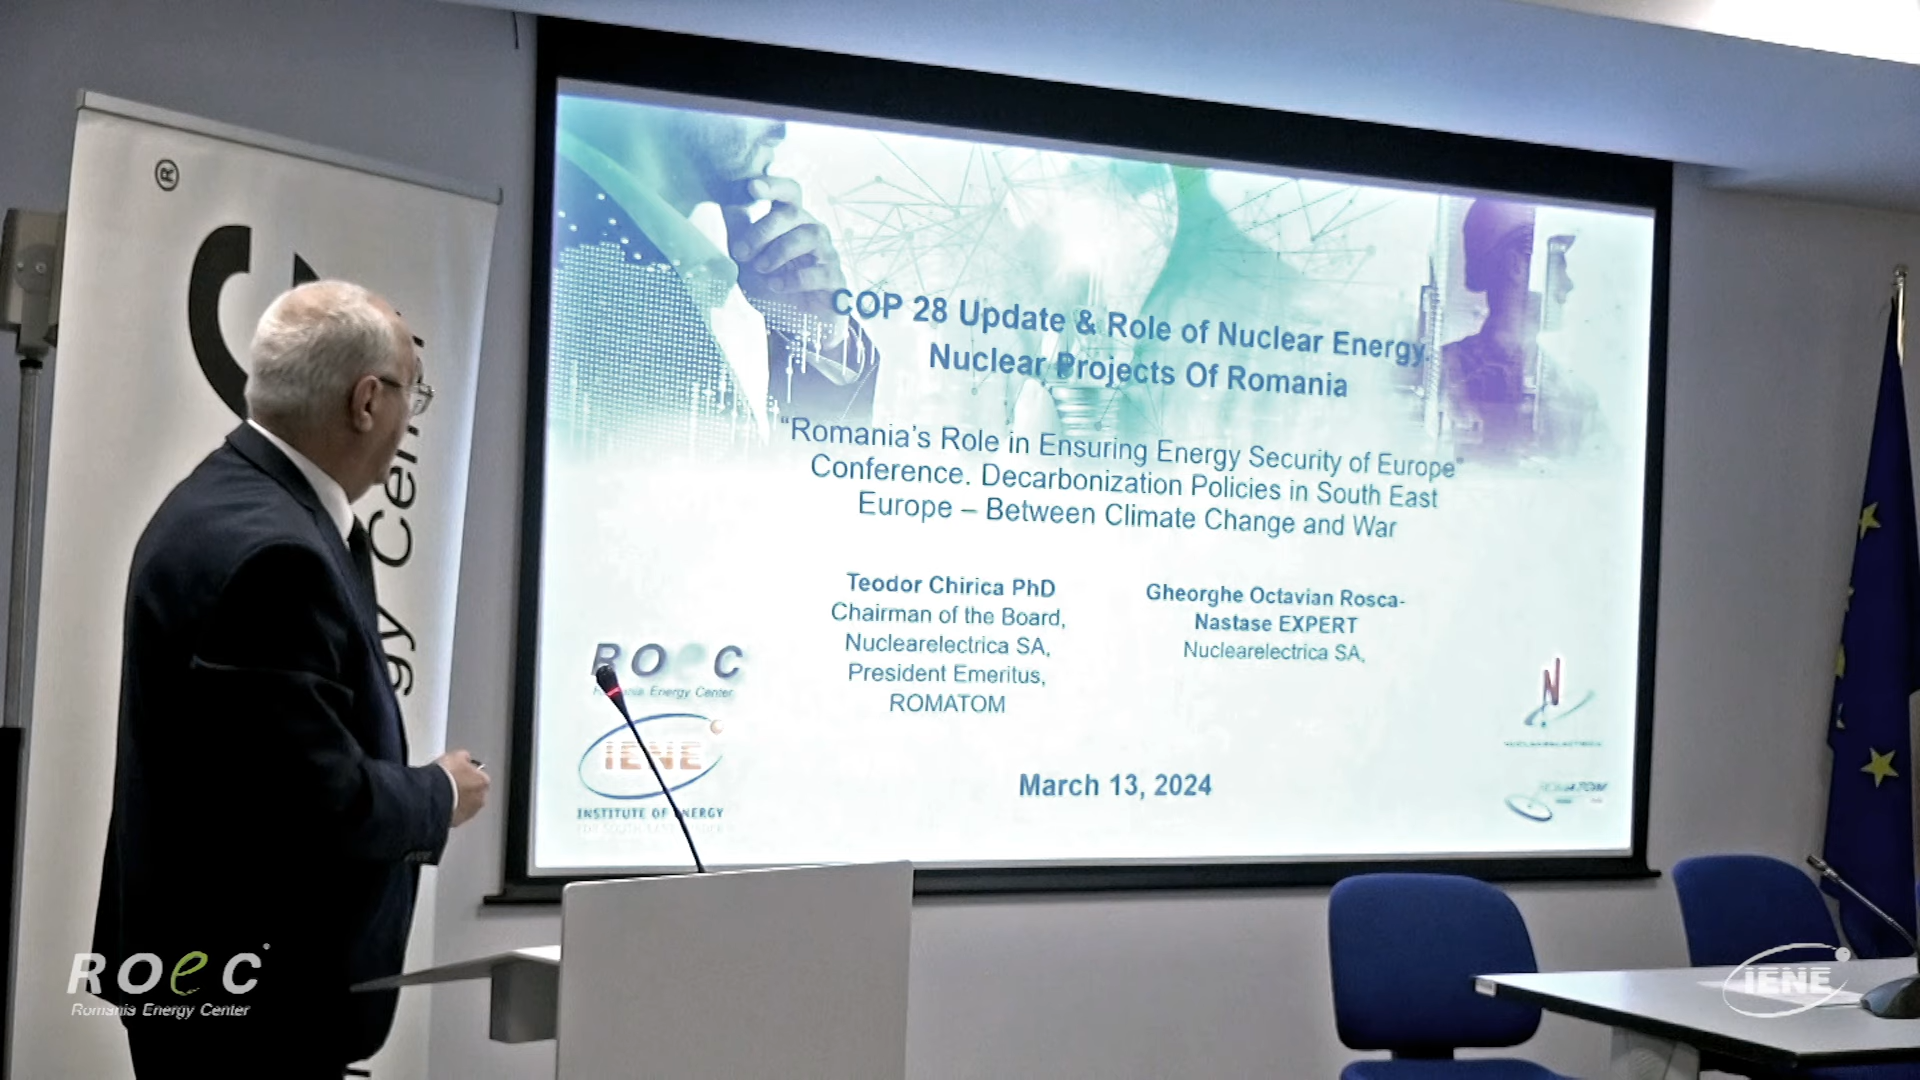 ®
COP 28 Update & Role of Nuclear Energy.
Nuclear Projects Of Romania
“Romania’s Role in Ensuring Energy Security of Europe”
Conference. Decarbonization Policies in South East
Europe – Between Climate Change and War
Teodor Chirica PhD
Chairman of the Board,
Nuclearelectrica SA,
President Emeritus,
ROMATOM
Gheorghe Octavian Rosca-
Nastase EXPERT
Nuclearelectrica SA,
March 13, 2024
ROeC
Energy Center
IENE
INSTITUTE OF ENERGY
N
NUCLEARELECTRICA
ROMATOM
ROeC
Romania Energy Center
IENE